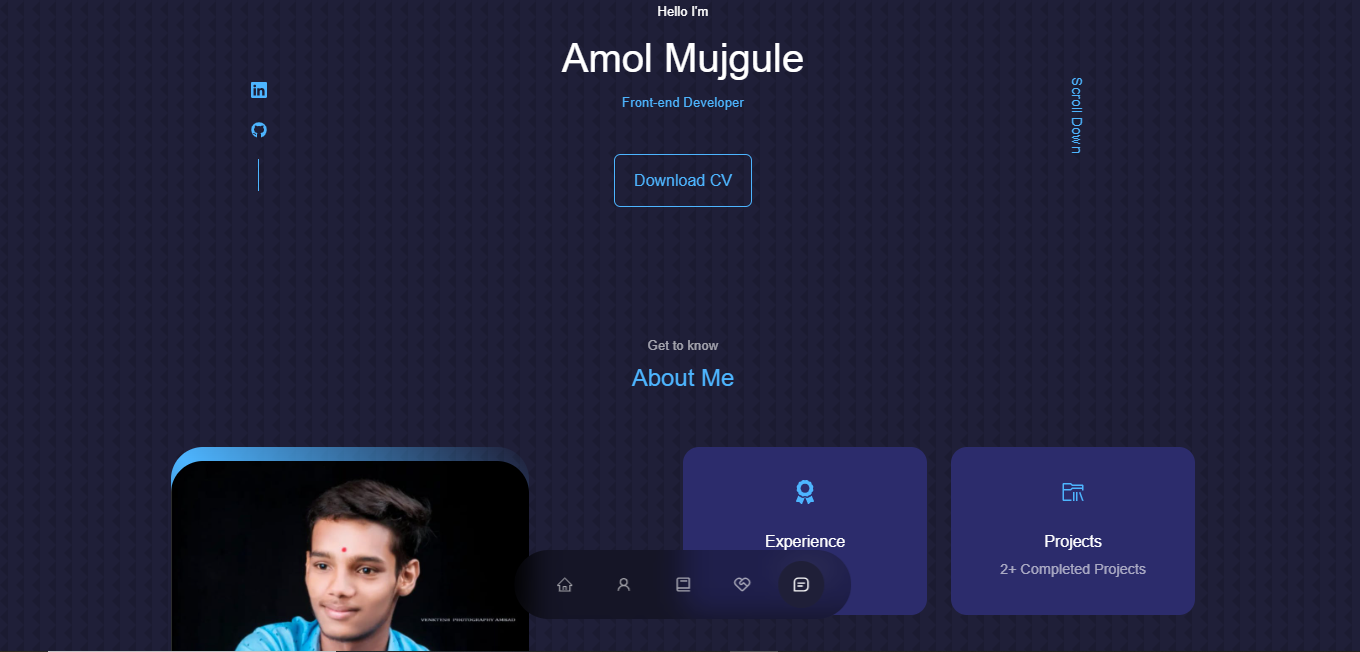 Hello I'm
Amol Mujgule
Front-end Developer
Scroll Down
Download CV
Get to know
About Me
Experience
Projects
2+ Completed Projects
VENKTESH PHOTOGRAPHY AMBAD